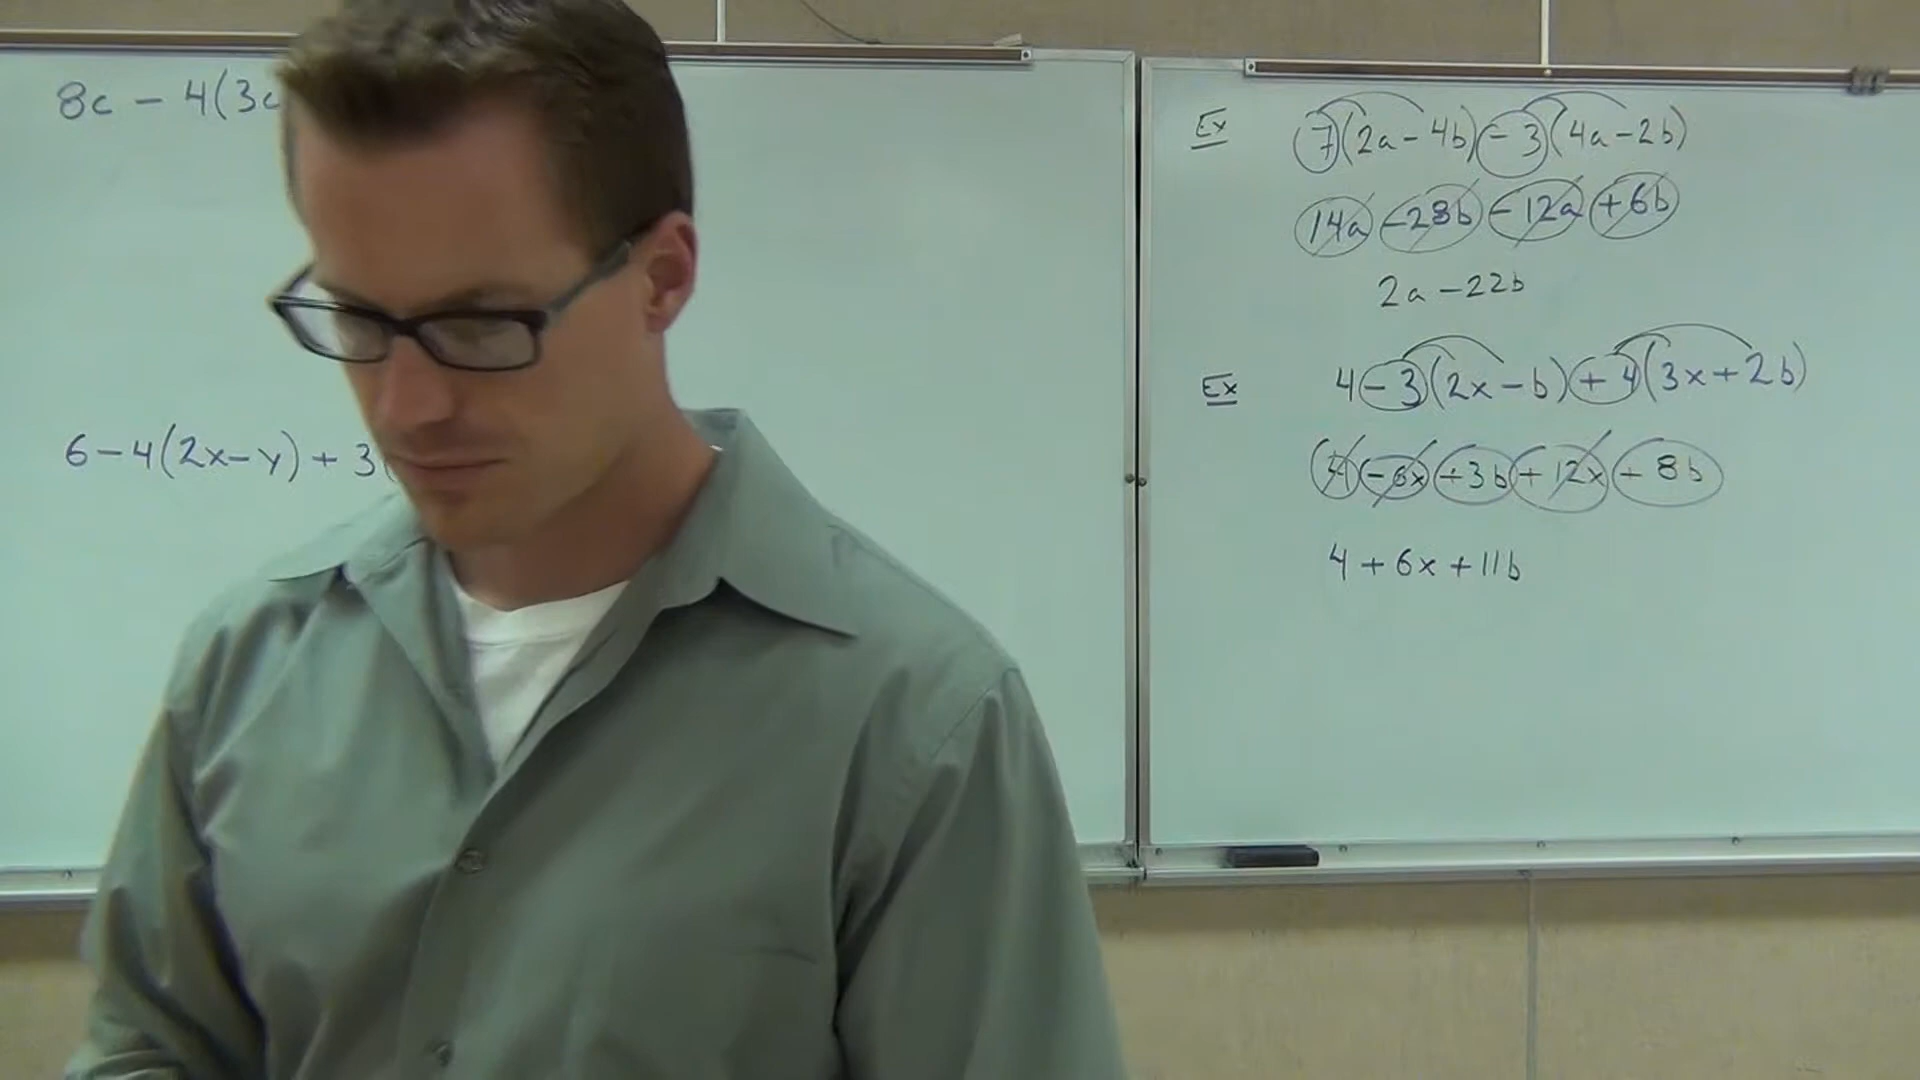 8c - 4(3c
6 - 4(2x - y) + 3(
Ex 7(2a - 4b) - 3(4a - 2b)
14a - 28b - 12a + 6b
2a - 22b
Ex 4 - 3(2x - b) + 4(3x + 2b)
4 - 6x + 3b + 12x + 8b
4 + 6x + 11b